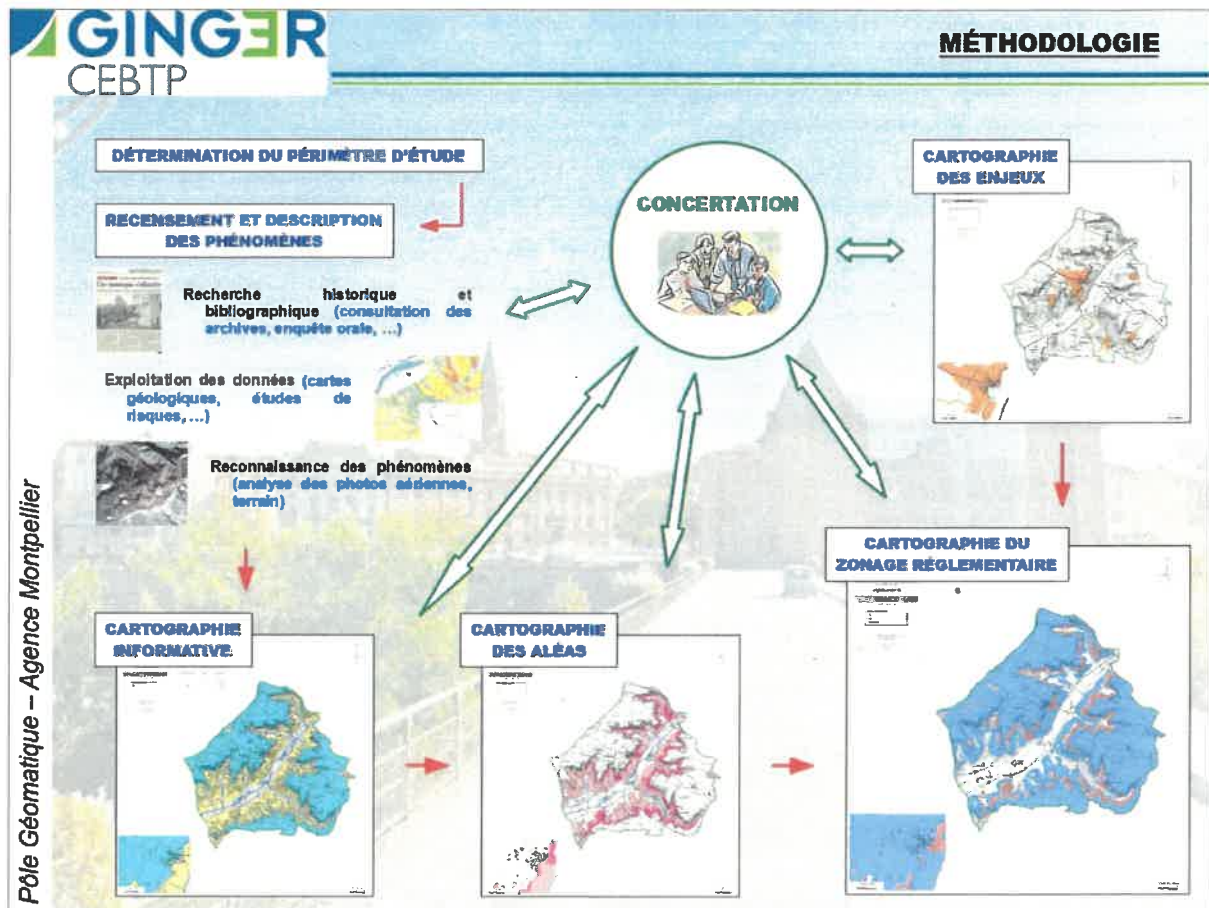 GINGER
CEBTP
MÉTHODOLOGIE
DÉTERMINATION DU PÉRIMÈTRE D'ÉTUDE
RECENSEMENT ET DESCRIPTION
DES PHÉNOMÈNES
Recherche historique et
bibliographique (consultation des
archives, enquête orale, ...)
Exploitation des données (cartes
géologiques, études de
risques, ...)
Reconnaissance des phénomènes
(analyse des photos aériennes,
terrain)
CONCERTATION
CARTOGRAPHIE
DES ENJEUX
CARTOGRAPHIE DU
ZONAGE RÉGLEMENTAIRE
CARTOGRAPHIE
INFORMATIVE
CARTOGRAPHIE
DES ALÉAS
Pôle Géomatique – Agence Montpellier